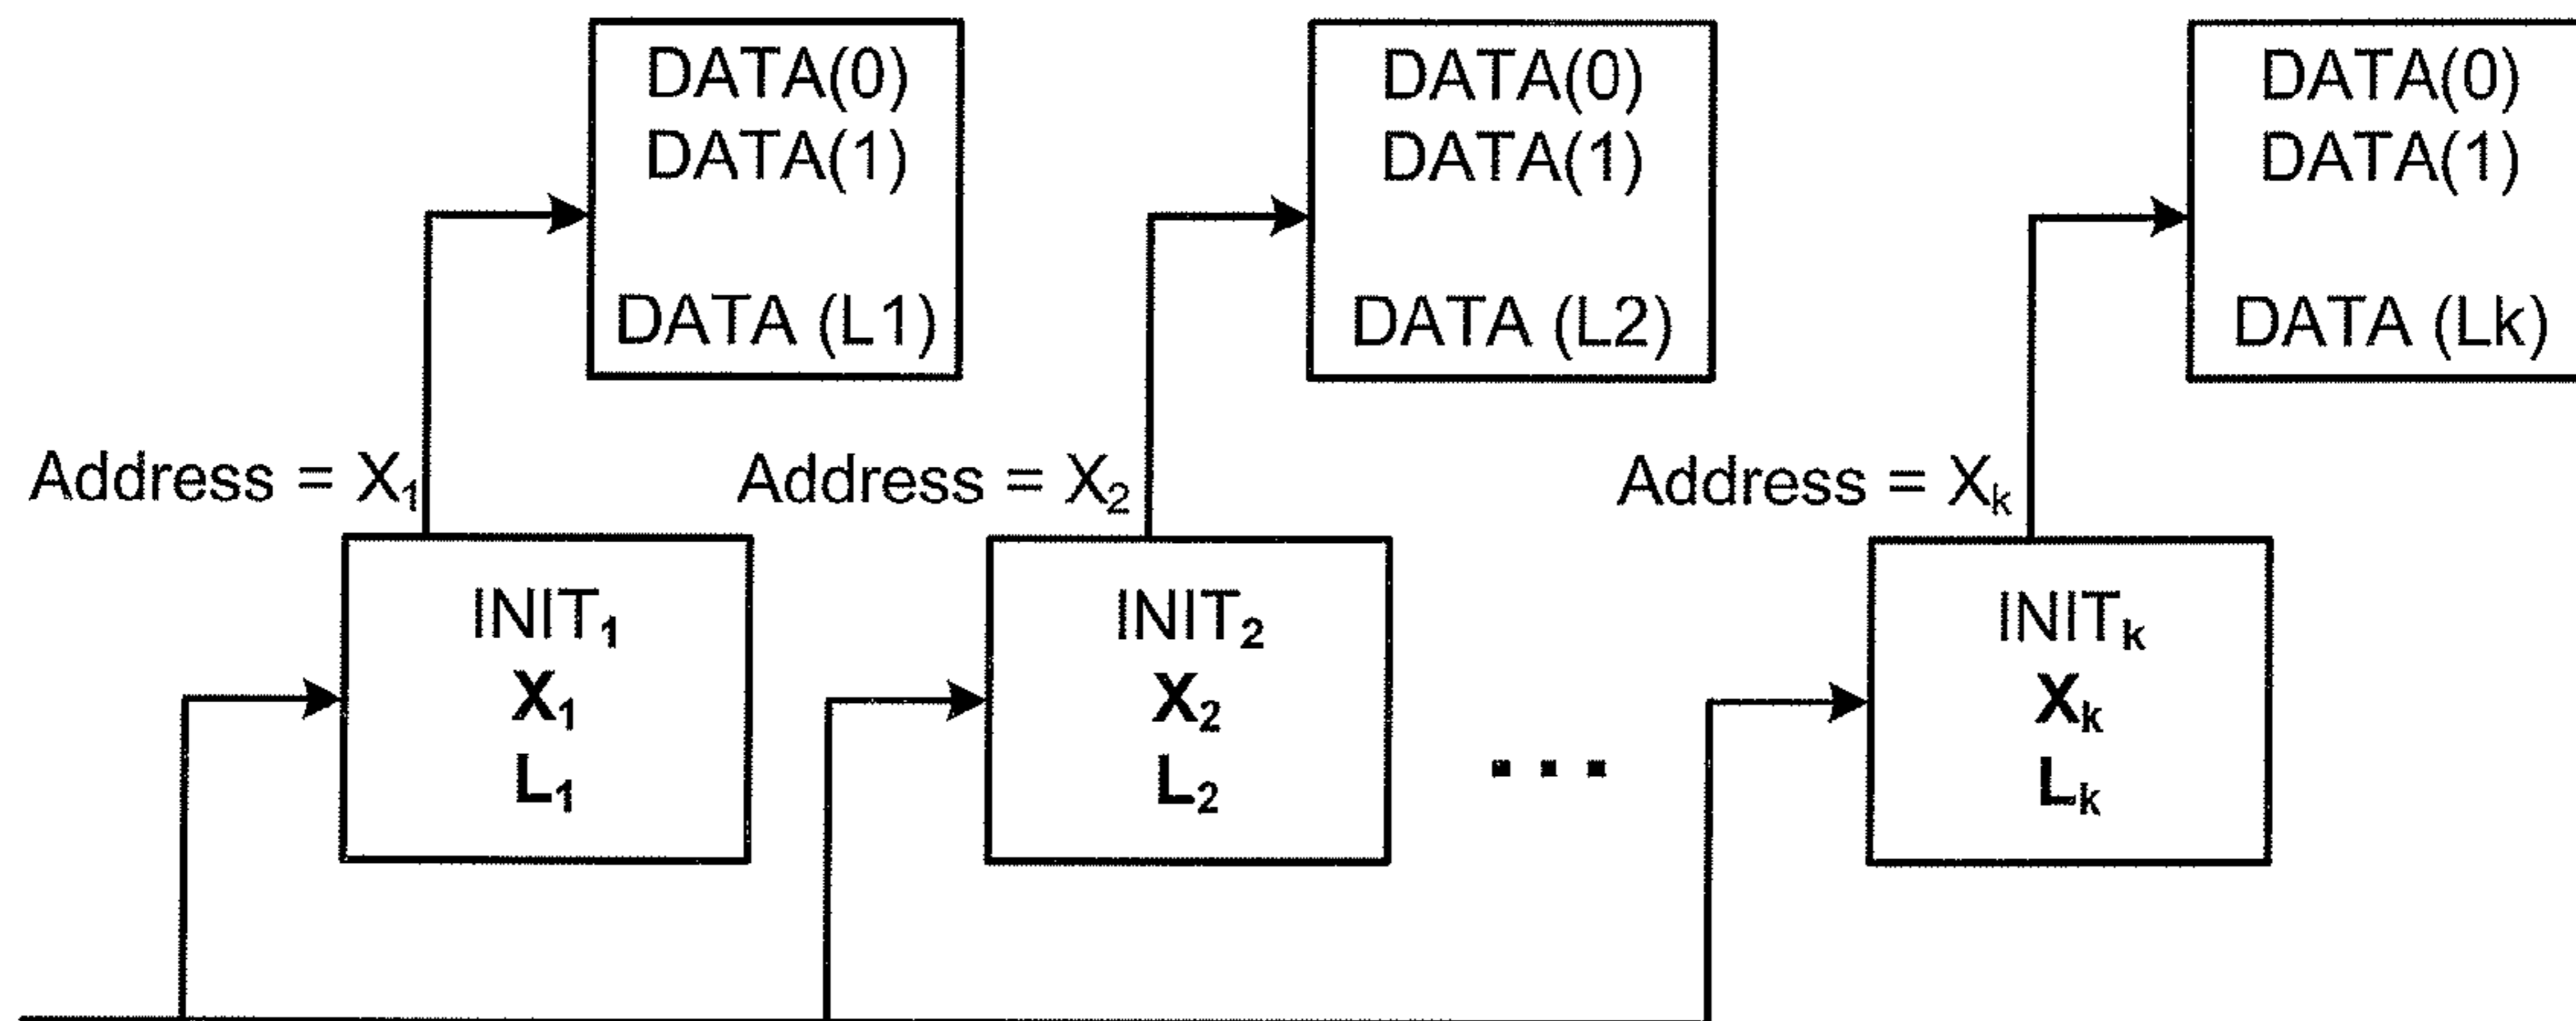 DATA(0)
DATA(1)
DATA (L1)
DATA(0)
DATA(1)
DATA (L2)
DATA(0)
DATA(1)
DATA (Lk)
Address = X₁
Address = X₂
Address = Xₖ
INIT₁
X₁
L₁
INIT₂
X₂
L₂
...
INITₖ
Xₖ
Lₖ